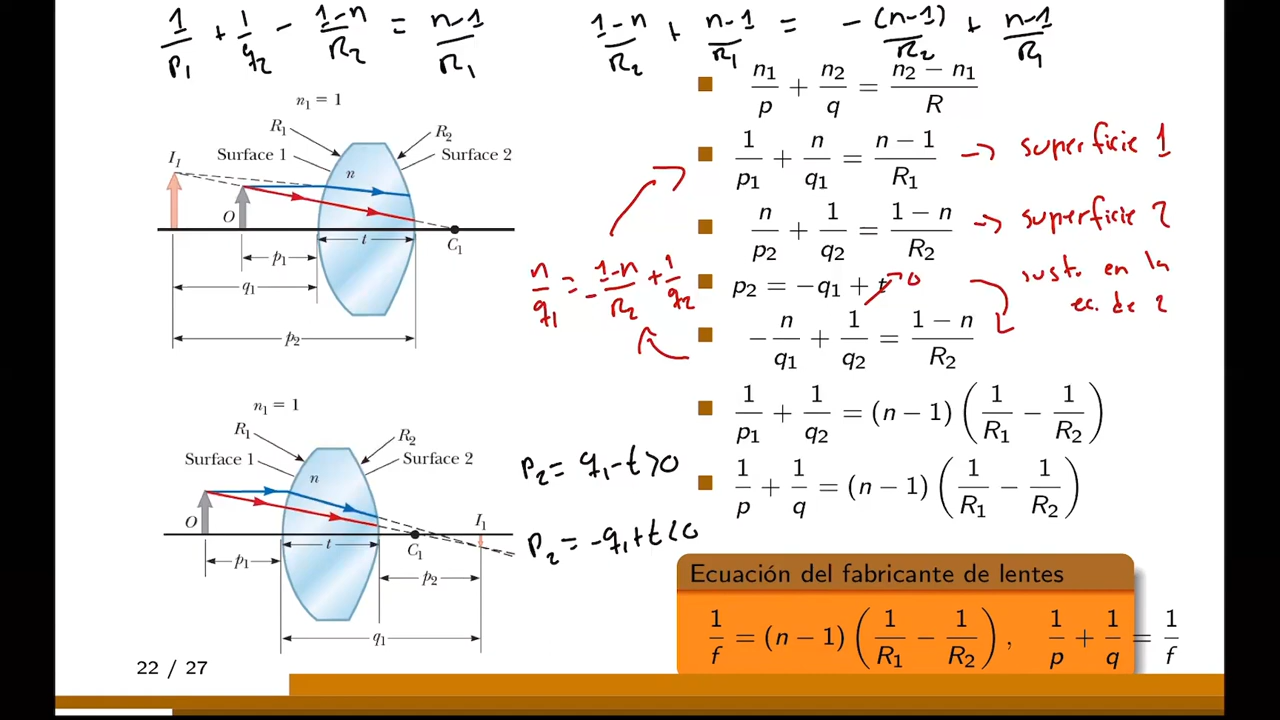 1/p₁ + 1/q₂ - (1-n)/R₂ = (n-1)/R₁
(1-n)/R₂ + (n-1)/R₁ = -(n-1)/R₂ + (n-1)/R₁
n₁ = 1
R₁
R₂
Surface 1
Surface 2
I₁
n
O
t
C₁
p₁
q₁
p₂
n₁/p + n₂/q = (n₂ − n₁)/R
1/p₁ + n/q₁ = (n − 1)/R₁ → superficie 1
n/p₂ + 1/q₂ = (1 − n)/R₂ → superficie 2
p₂ = −q₁ + t → 0
sust. en la
ec. de 2
n/q₁ = -(1-n)/R₂ + 1/q₂
−n/q₁ + 1/q₂ = (1 − n)/R₂
1/p₁ + 1/q₂ = (n − 1)(1/R₁ − 1/R₂)
1/p + 1/q = (n − 1)(1/R₁ − 1/R₂)
n₁ = 1
R₁
R₂
Surface 1
Surface 2
n
O
I₁
t
C₁
p₁
p₂
q₁
p₂ = q₁ - t > 0
p₂ = -q₁ + t < 0
Ecuación del fabricante de lentes
1/f = (n − 1)(1/R₁ − 1/R₂), 1/p + 1/q = 1/f
22 / 27